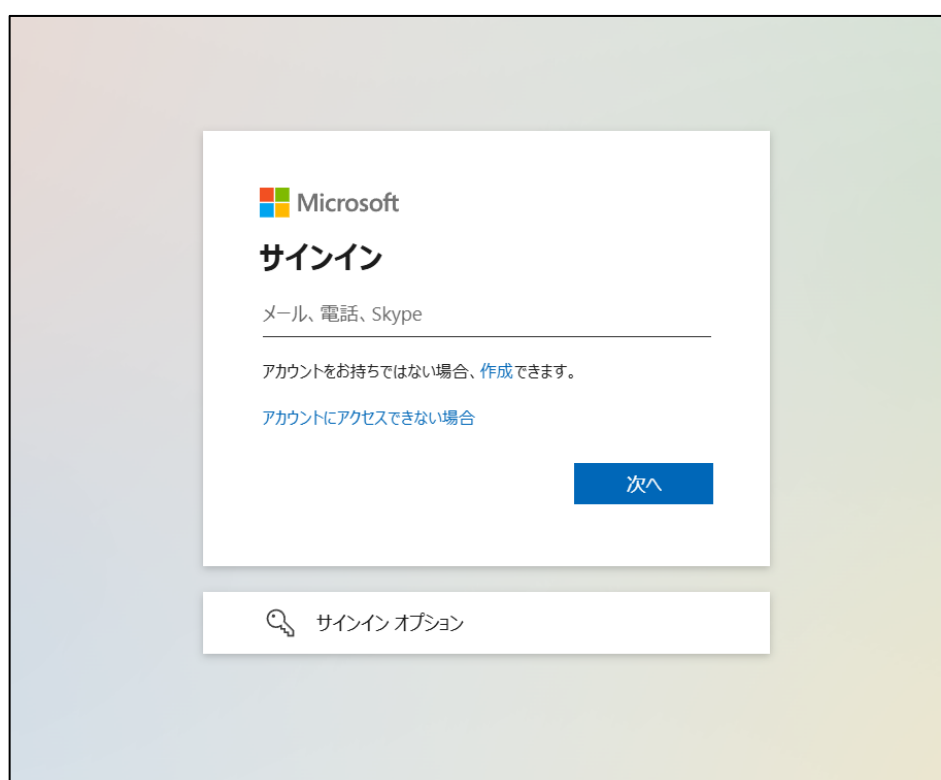 Microsoft
サインイン
メール、電話、Skype
アカウントをお持ちではない場合、作成できます。
アカウントにアクセスできない場合
次へ
サインイン オプション